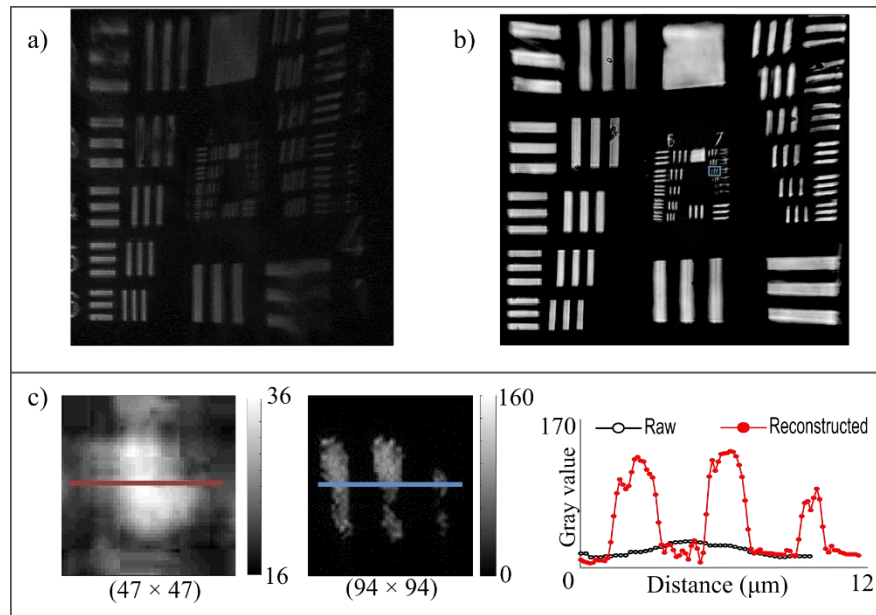 a)
b)
6 7
c)
36
16
(47 × 47)
160
0
(94 × 94)
170
Gray value
Raw
Reconstructed
0
Distance (μm)
12